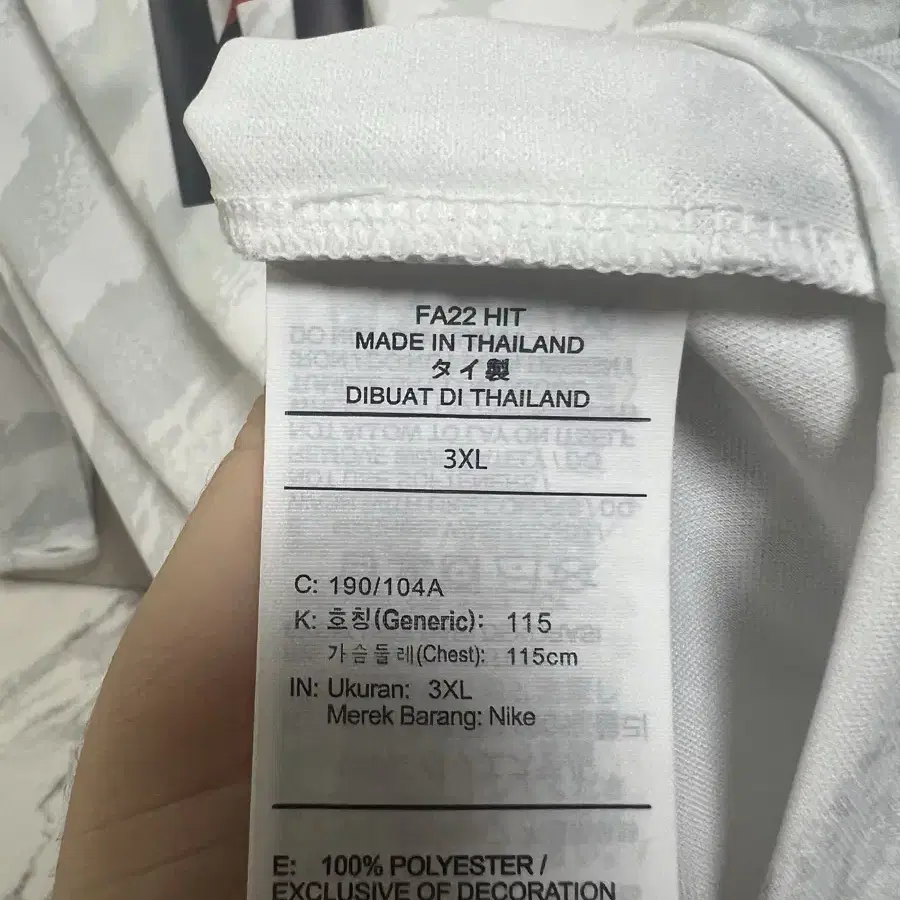 FA22 HIT
MADE IN THAILAND
タイ製
DIBUAT DI THAILAND
3XL
C: 190/104A
K: 호칭(Generic): 115
가슴둘레(Chest): 115cm
IN: Ukuran: 3XL
Merek Barang: Nike
E: 100% POLYESTER /
EXCLUSIVE OF DECORATION